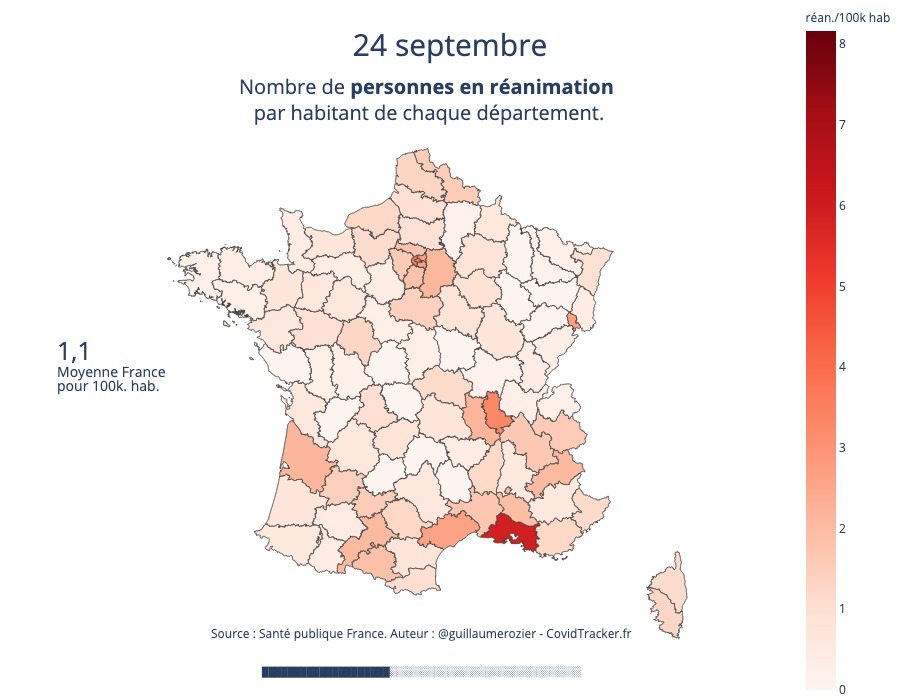 réan./100k hab
24 septembre
Nombre de personnes en réanimation
par habitant de chaque département.
8
7
6
5
4
3
2
1
0
1,1
Moyenne France
pour 100k. hab.
Source : Santé publique France. Auteur : @guillaumerozier - CovidTracker.fr